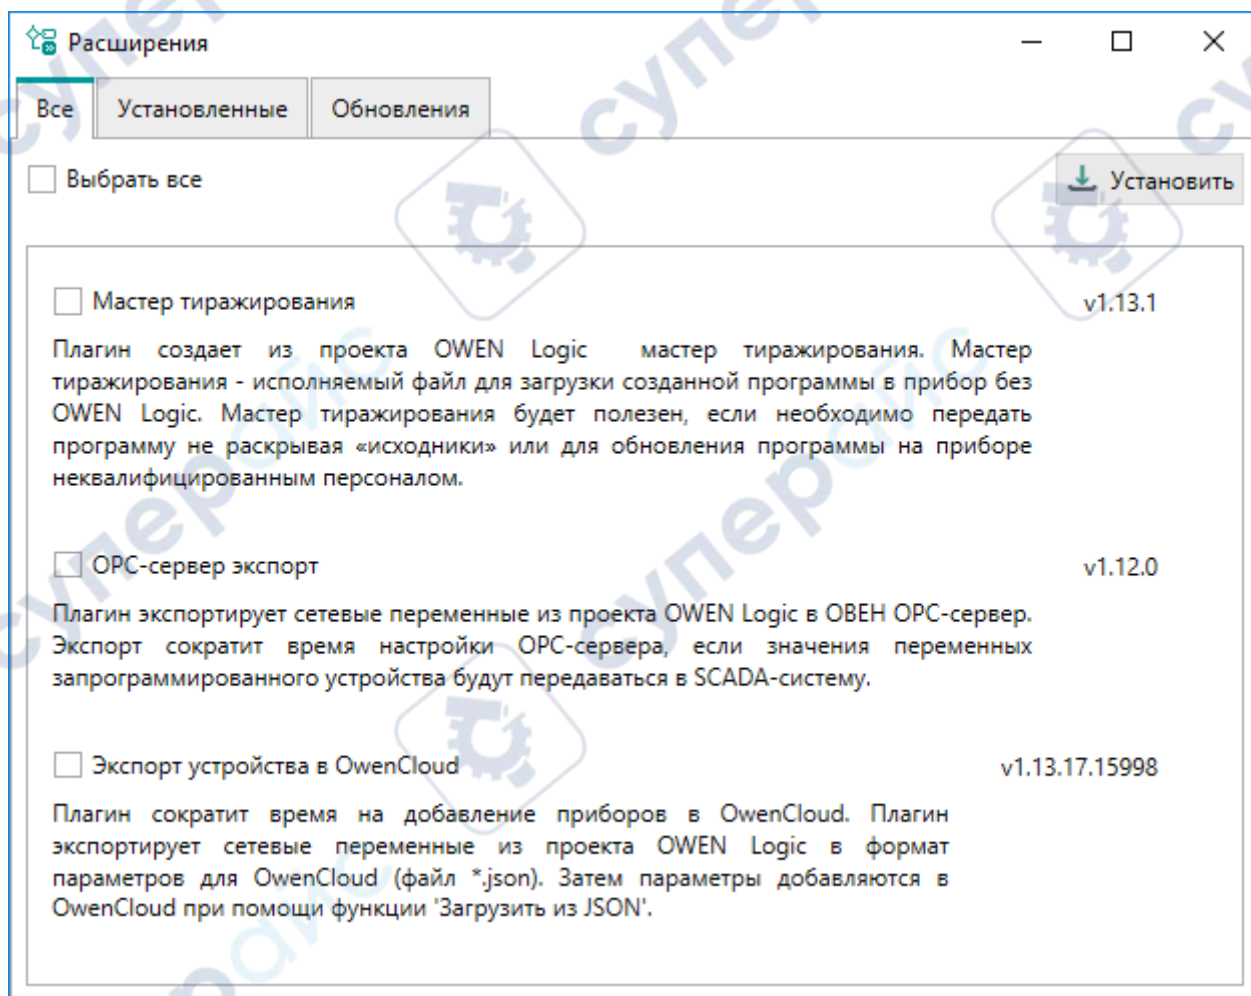 Расширения
Все Установленные Обновления
Выбрать все Установить
Мастер тиражирования v1.13.1
Плагин создает из проекта OWEN Logic мастер тиражирования. Мастер
тиражирования - исполняемый файл для загрузки созданной программы в прибор без
OWEN Logic. Мастер тиражирования будет полезен, если необходимо передать
программу не раскрывая «исходники» или для обновления программы на приборе
неквалифицированным персоналом.
OPC-сервер экспорт v1.12.0
Плагин экспортирует сетевые переменные из проекта OWEN Logic в ОВЕН OPC-сервер.
Экспорт сократит время настройки OPC-сервера, если значения переменных
запрограммированного устройства будут передаваться в SCADA-систему.
Экспорт устройства в OwenCloud v1.13.17.15998
Плагин сократит время на добавление приборов в OwenCloud. Плагин
экспортирует сетевые переменные из проекта OWEN Logic в формат
параметров для OwenCloud (файл *.json). Затем параметры добавляются в
OwenCloud при помощи функции 'Загрузить из JSON'.
суперайс
суперайс